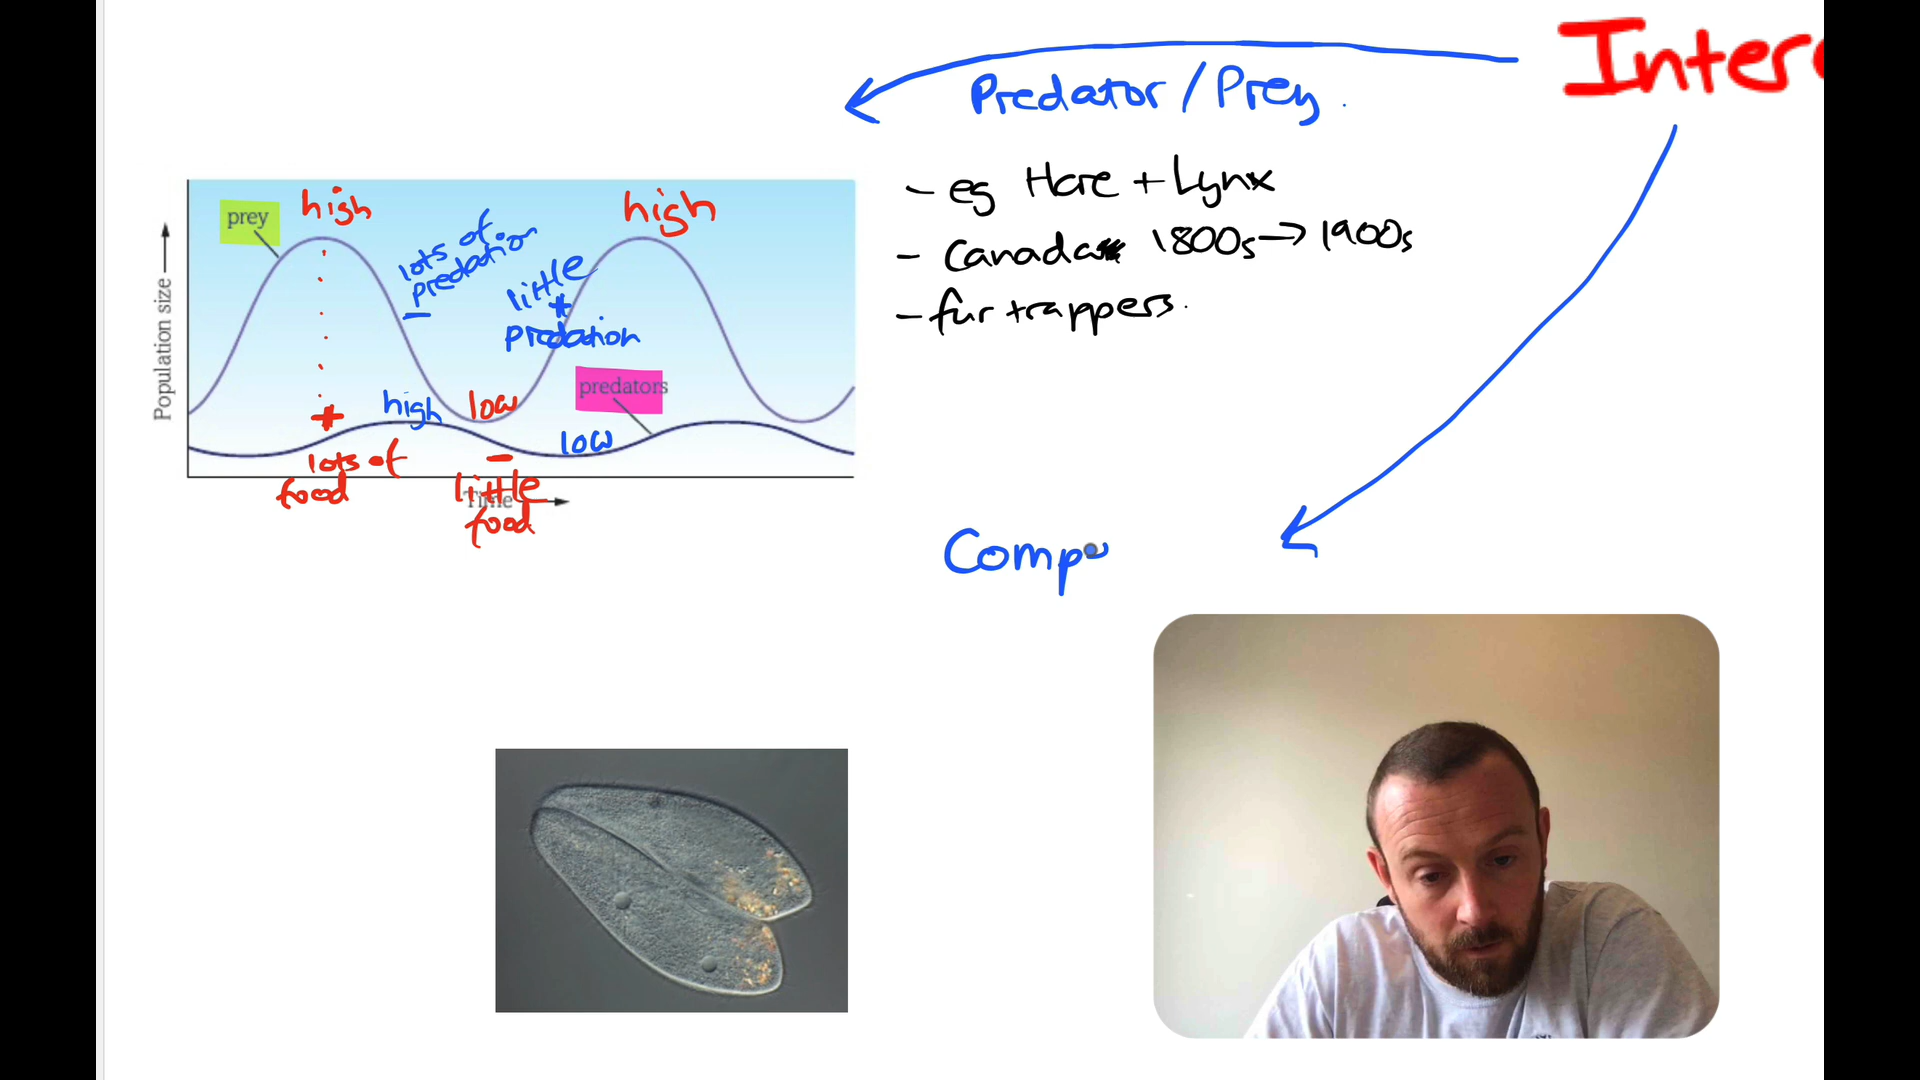 Inter
Predator / Prey.
- eg Hare + Lynx
- Canada 1800s → 1900s
- fur trappers.
prey
high
high
lots of
predation
-
little
+
predation
predators
high
low
low
+
-
lots of
food
little
food
Population size
Time
Compe